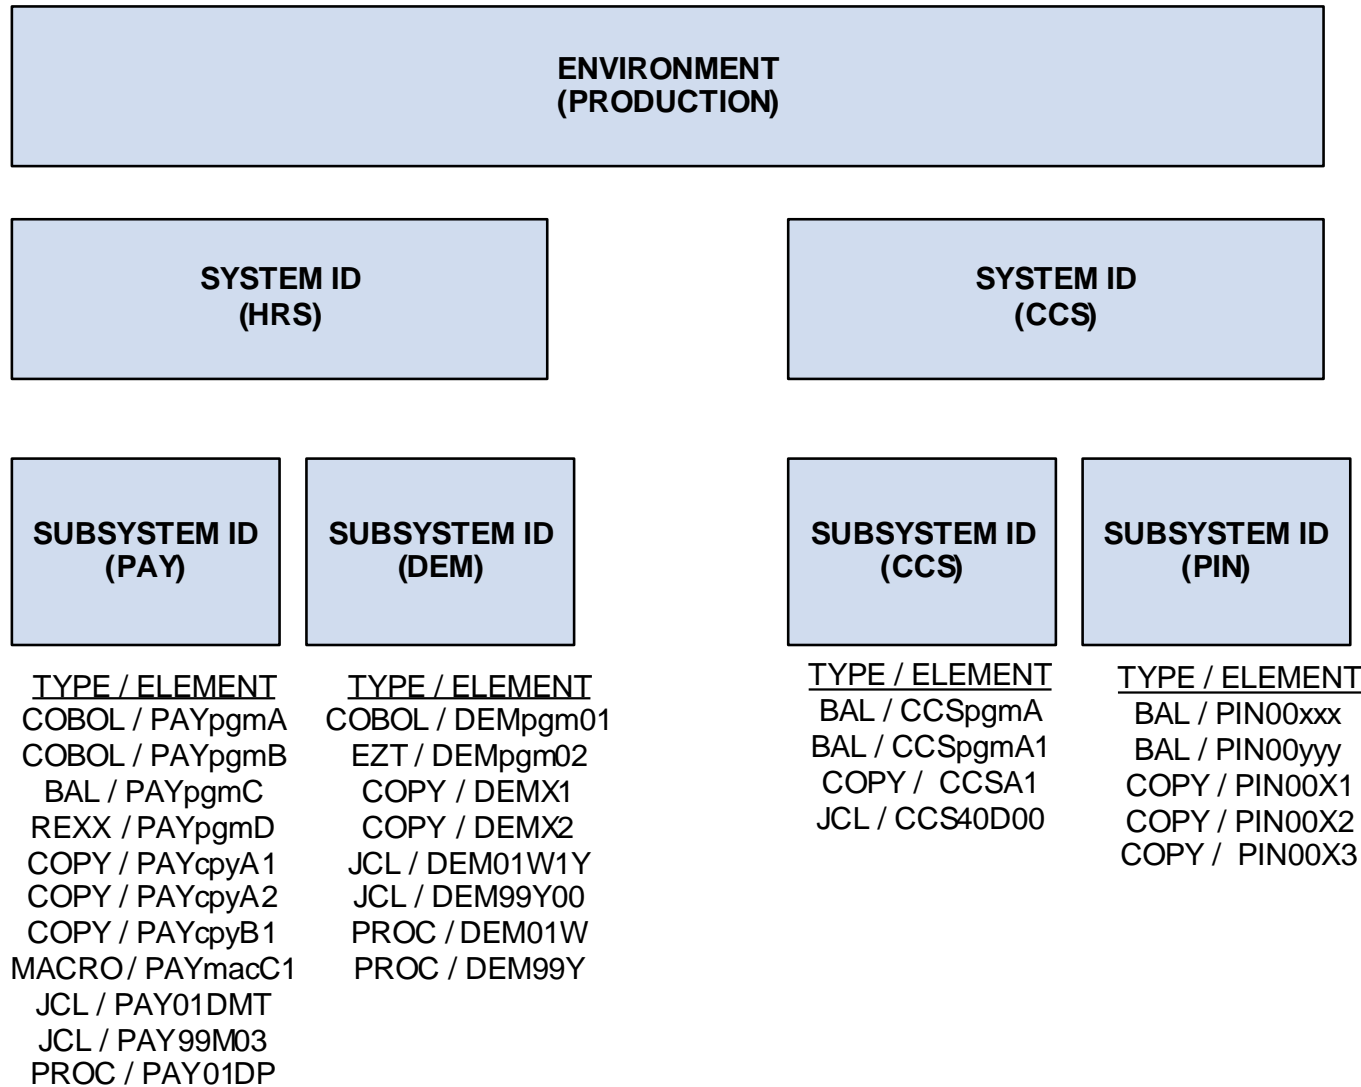 ENVIRONMENT
(PRODUCTION)
SYSTEM ID
(HRS)
SYSTEM ID
(CCS)
SUBSYSTEM ID
(PAY)
SUBSYSTEM ID
(DEM)
SUBSYSTEM ID
(CCS)
SUBSYSTEM ID
(PIN)
TYPE / ELEMENT
COBOL / PAYpgmA
COBOL / PAYpgmB
BAL / PAYpgmC
REXX / PAYpgmD
COPY / PAYcpyA1
COPY / PAYcpyA2
COPY / PAYcpyB1
MACRO / PAYmacC1
JCL / PAY01DMT
JCL / PAY99M03
PROC / PAY01DP
TYPE / ELEMENT
COBOL / DEMpgm01
EZT / DEMpgm02
COPY / DEMX1
COPY / DEMX2
JCL / DEM01W1Y
JCL / DEM99Y00
PROC / DEM01W
PROC / DEM99Y
TYPE / ELEMENT
BAL / CCSpgmA
BAL / CCSpgmA1
COPY / CCSA1
JCL / CCS40D00
TYPE / ELEMENT
BAL / PIN00xxx
BAL / PIN00yyy
COPY / PIN00X1
COPY / PIN00X2
COPY / PIN00X3